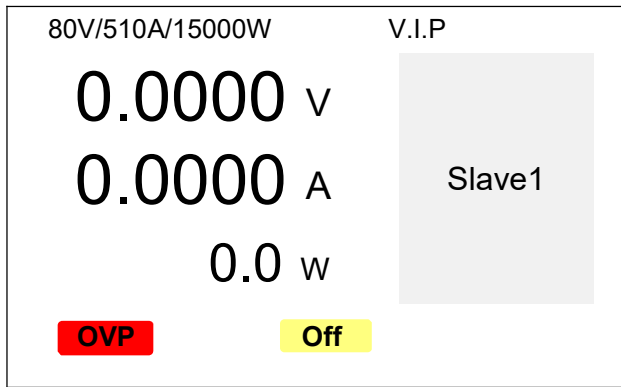 80V/510A/15000W V.I.P
0.0000 V
0.0000 A
Slave1
0.0 W
OVP Off